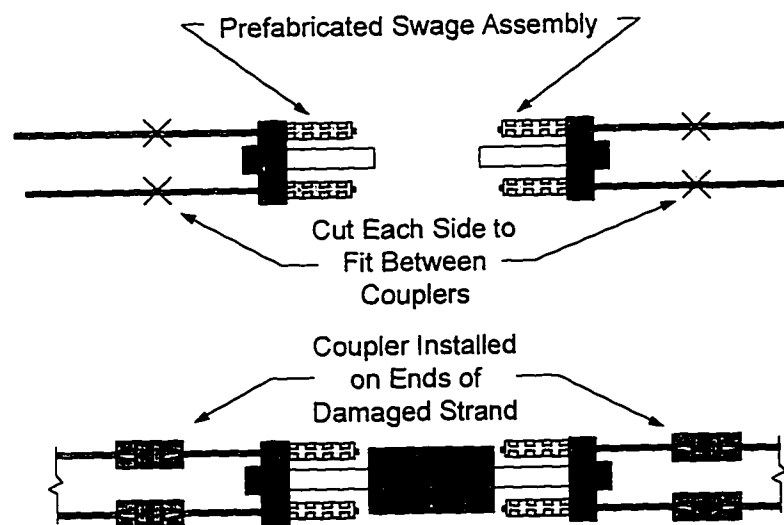 Prefabricated Swage Assembly
Cut Each Side to
Fit Between
Couplers
Coupler Installed
on Ends of
Damaged Strand